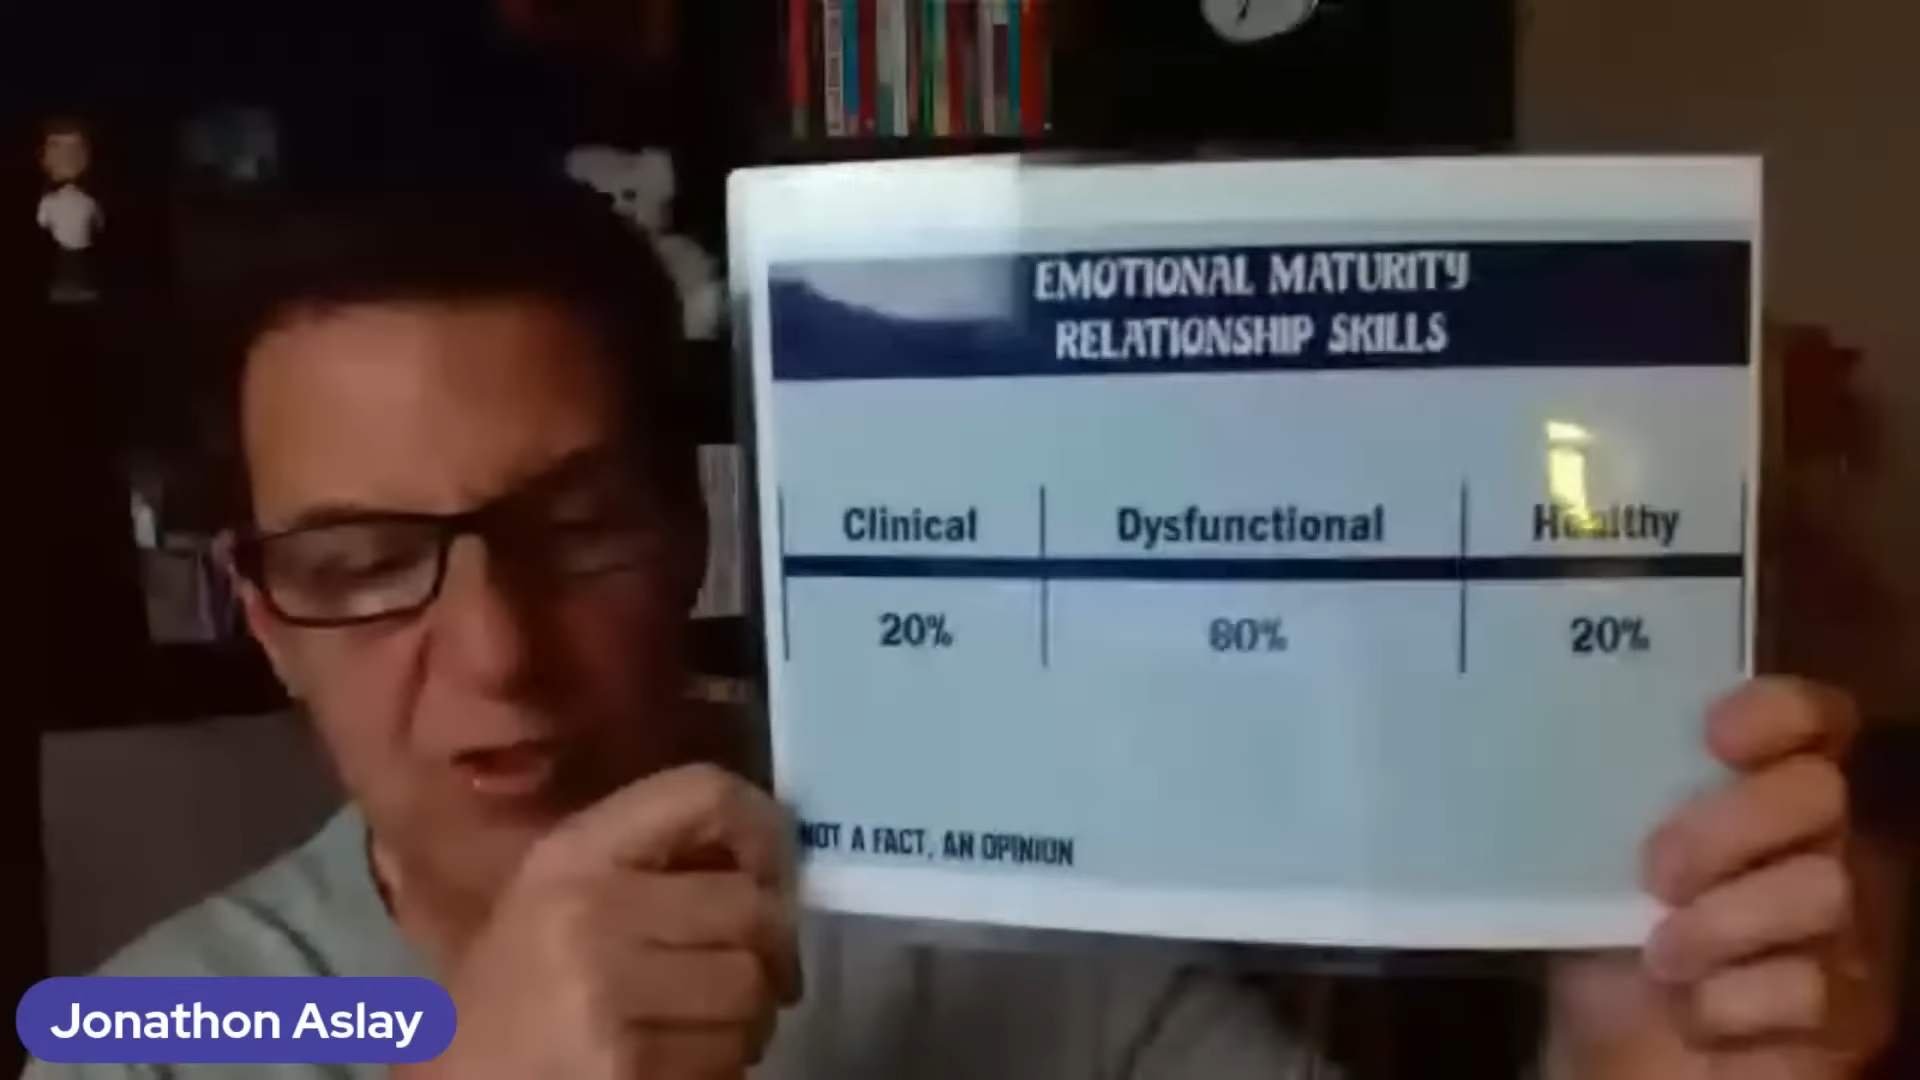 EMOTIONAL MATURITY
RELATIONSHIP SKILLS
Clinical Dysfunctional Healthy
20% 60% 20%
NOT A FACT, AN OPINION
Jonathon Aslay